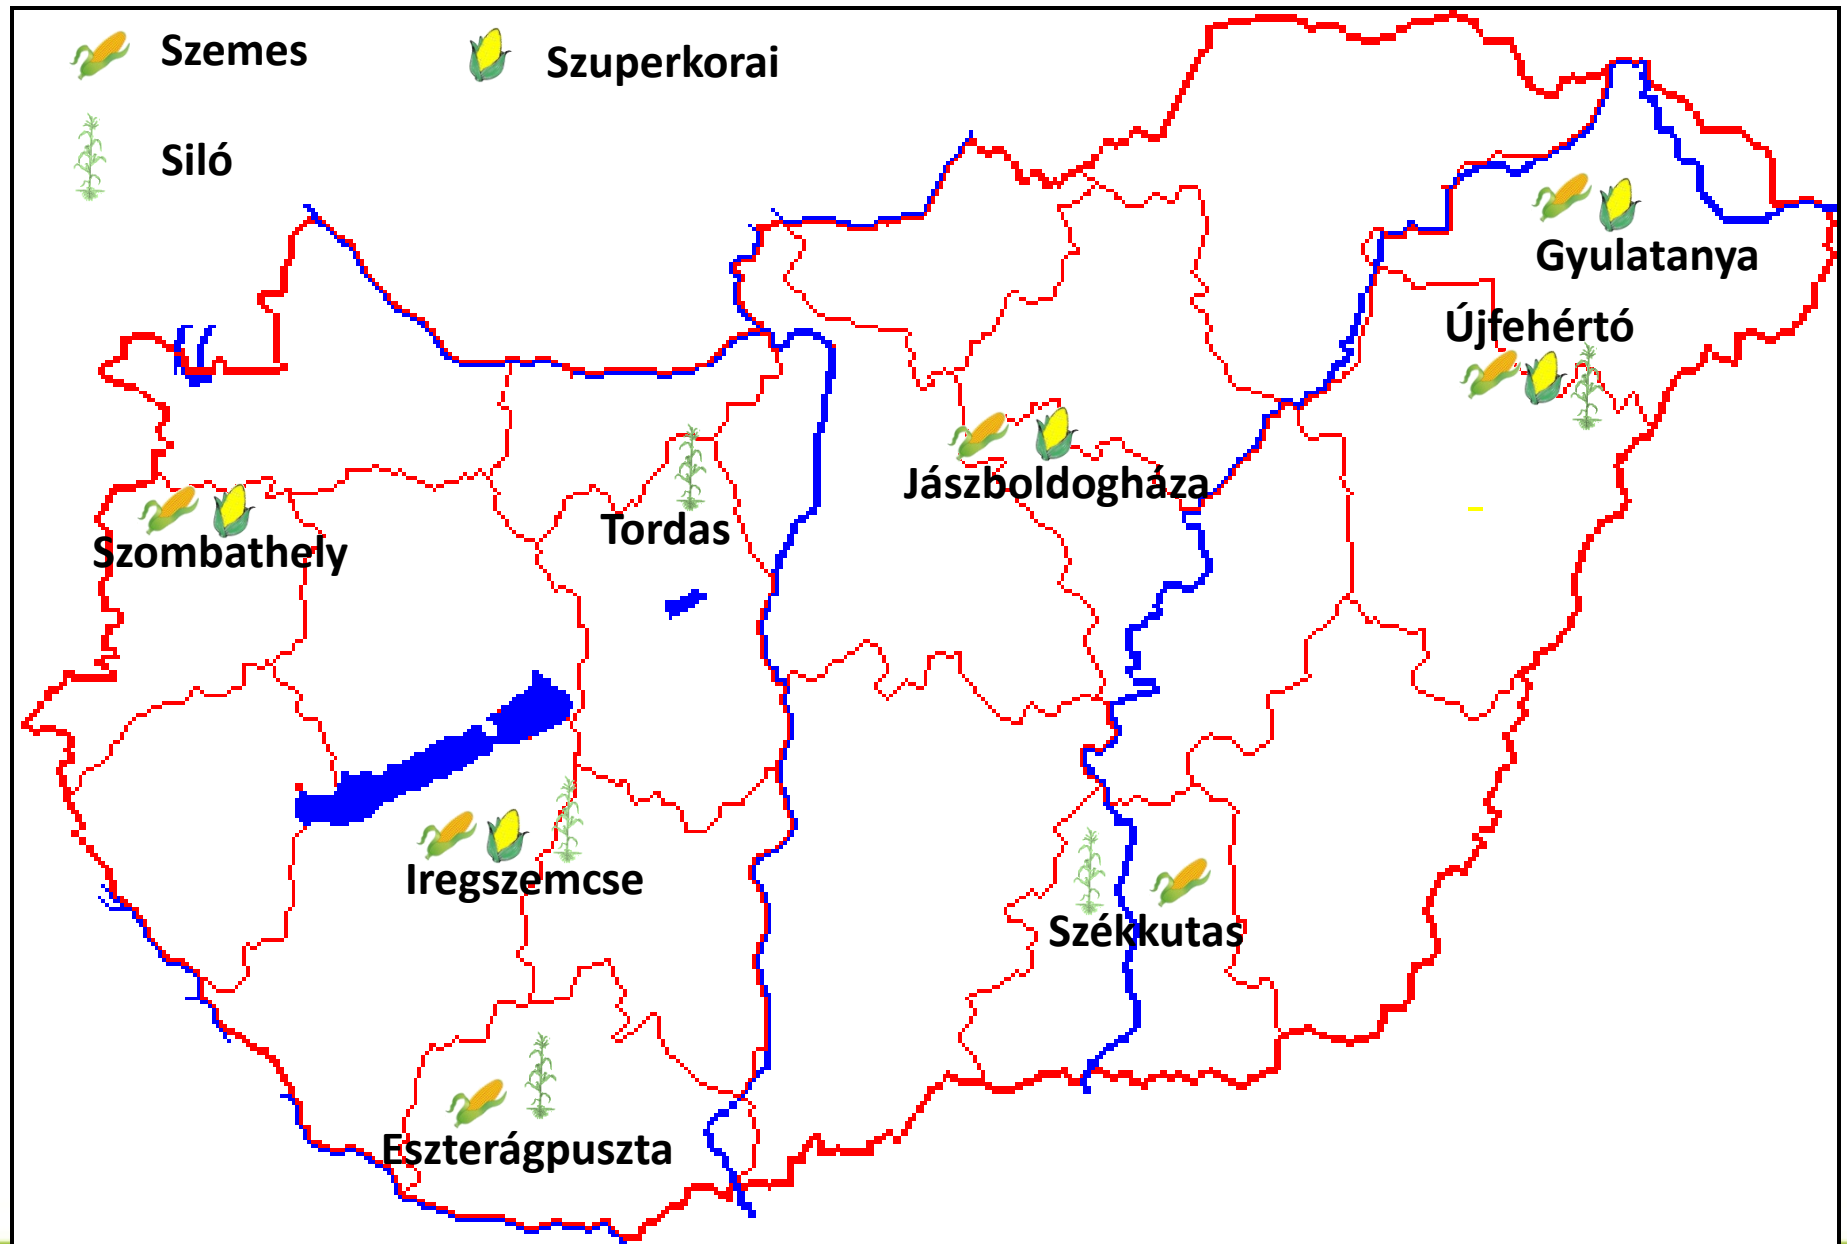 Szemes
Szuperkorai
Siló
Gyulatanya
Újfehértó
Jászboldogháza
Tordas
Szombathely
Iregszemcse
Székkutas
Eszterágpuszta